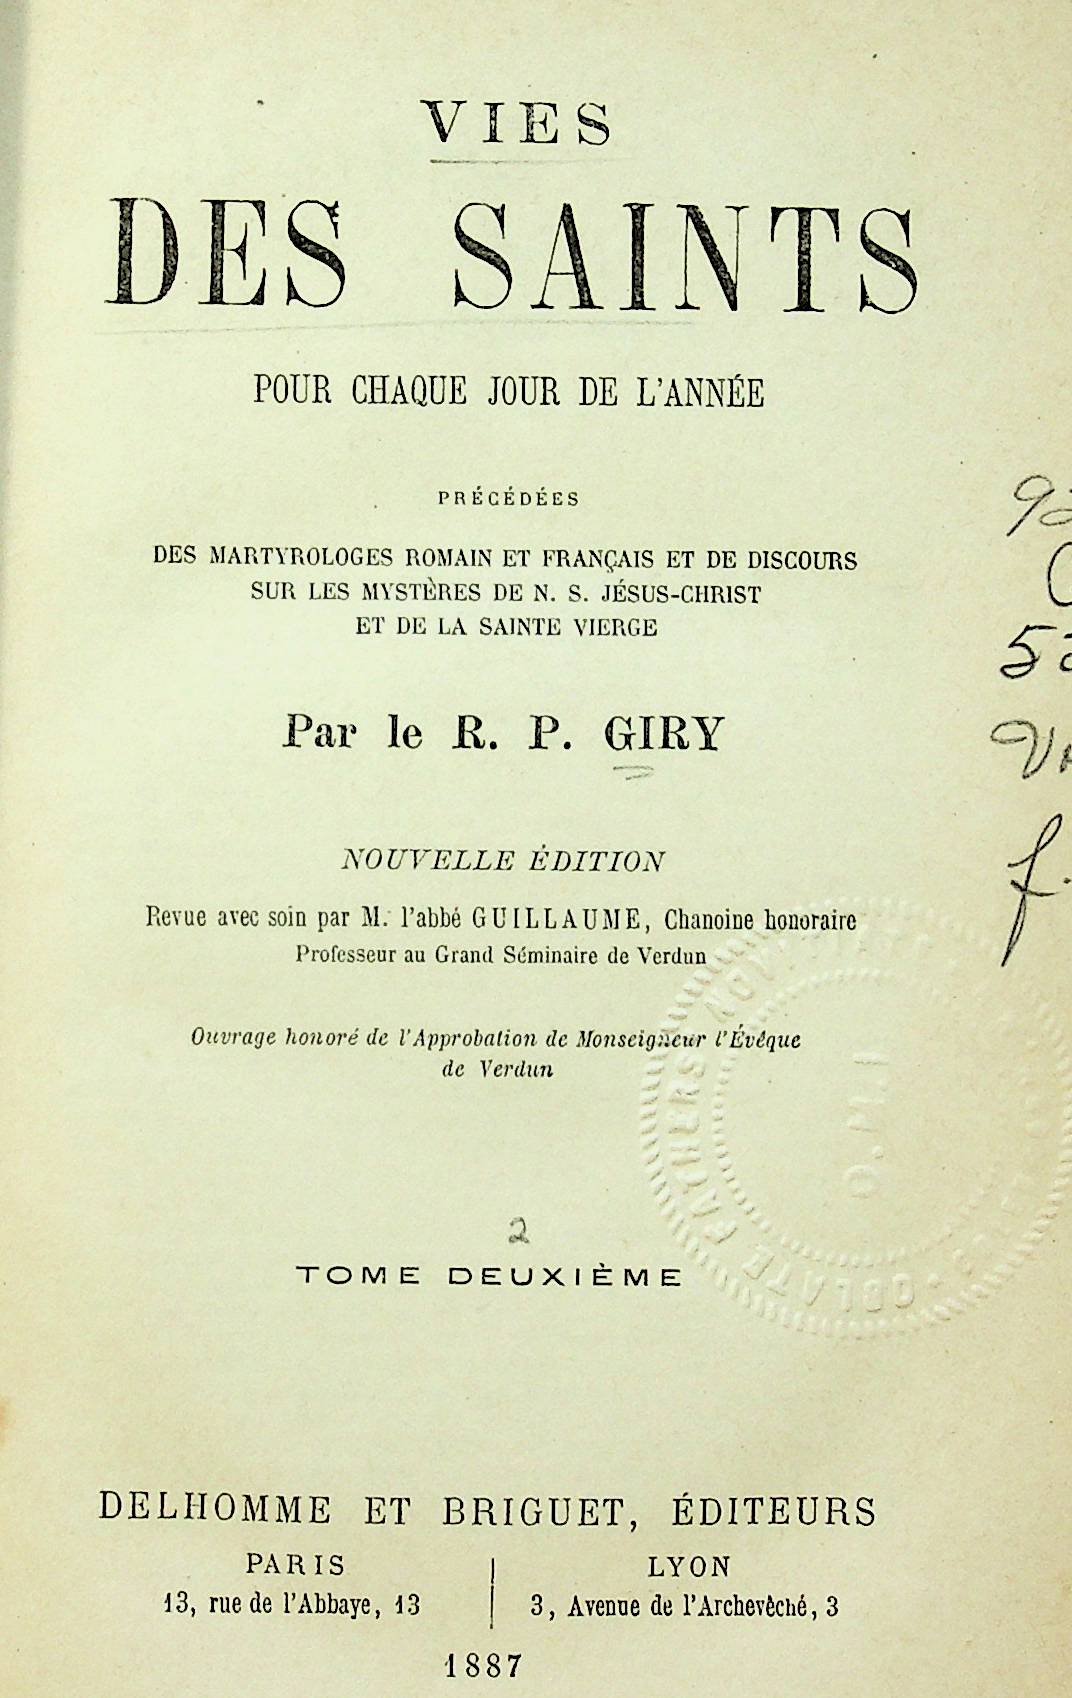 VIES
DES SAINTS
POUR CHAQUE JOUR DE L'ANNÉE
PRÉCÉDÉES
DES MARTYROLOGES ROMAIN ET FRANÇAIS ET DE DISCOURS
SUR LES MYSTÈRES DE N. S. JÉSUS-CHRIST
ET DE LA SAINTE VIERGE
Par le R. P. GIRY
NOUVELLE ÉDITION
Revue avec soin par M. l'abbé GUILLAUME, Chanoine honoraire
Professeur au Grand Séminaire de Verdun
Ouvrage honoré de l'Approbation de Monseigneur l'Évêque
de Verdun
2
TOME DEUXIÈME
OBLATE FATHERS
DELHOMME ET BRIGUET, ÉDITEURS
PARIS
13, rue de l'Abbaye, 13
LYON
3, Avenue de l'Archevêché, 3
1887